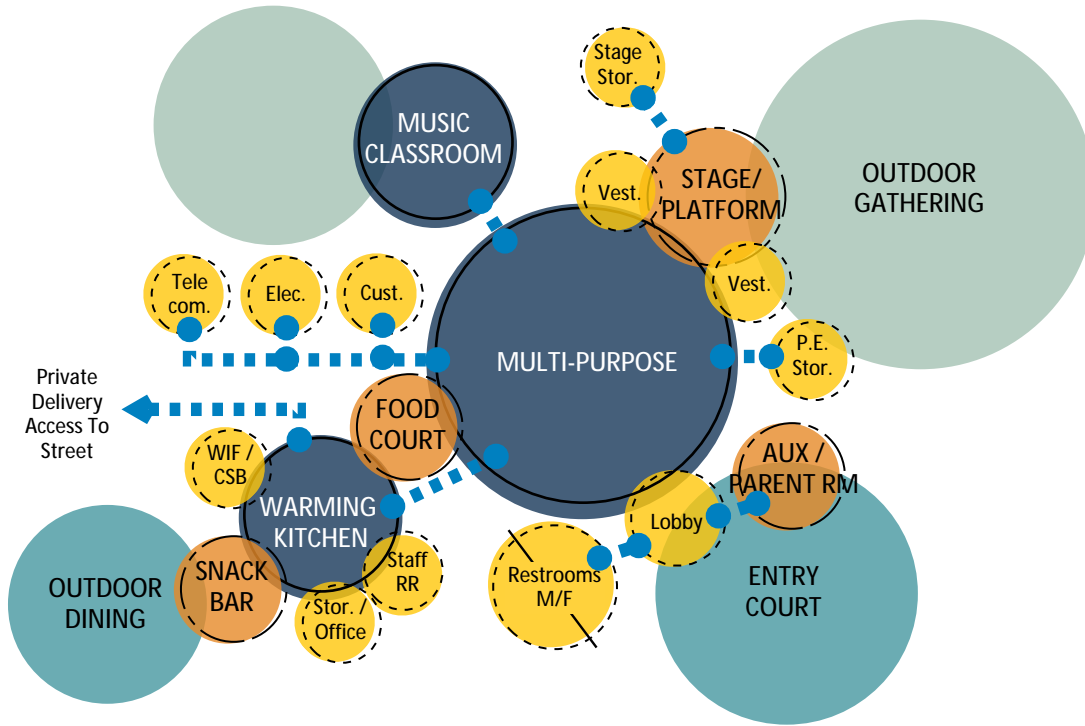 Stage
Stor.
MUSIC
CLASSROOM
Vest.
STAGE/
PLATFORM
OUTDOOR
GATHERING
Tele
com.
Elec.
Cust.
Vest.
MULTI-PURPOSE
P.E.
Stor.
Private
Delivery
Access To
Street
FOOD
COURT
WIF /
CSB
AUX /
PARENT RM
WARMING
KITCHEN
Lobby
Staff
RR
SNACK
BAR
Restrooms
M/F
OUTDOOR
DINING
Stor. /
Office
ENTRY
COURT